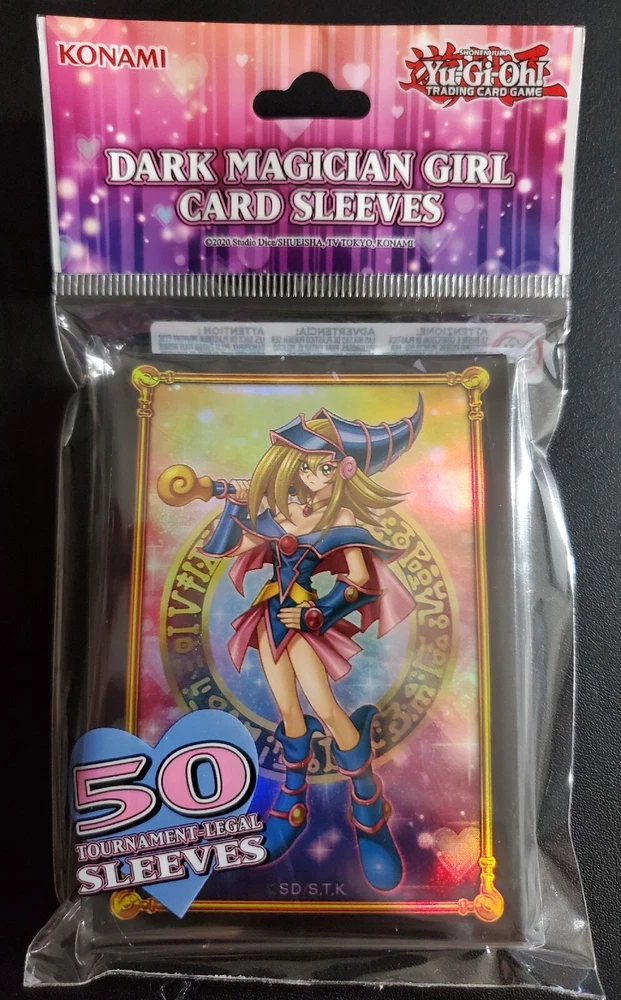 KONAMI
SHONEN JUMP
Yu-Gi-Oh!
TRADING CARD GAME
DARK MAGICIAN GIRL
CARD SLEEVES
©2020 Studio Dice/SHUEISHA, TV TOKYO, KONAMI
ATTENTION: ADVERTENCIA: ATTENZIONE:
50
TOURNAMENT-LEGAL
SLEEVES
©SD/S,T,K